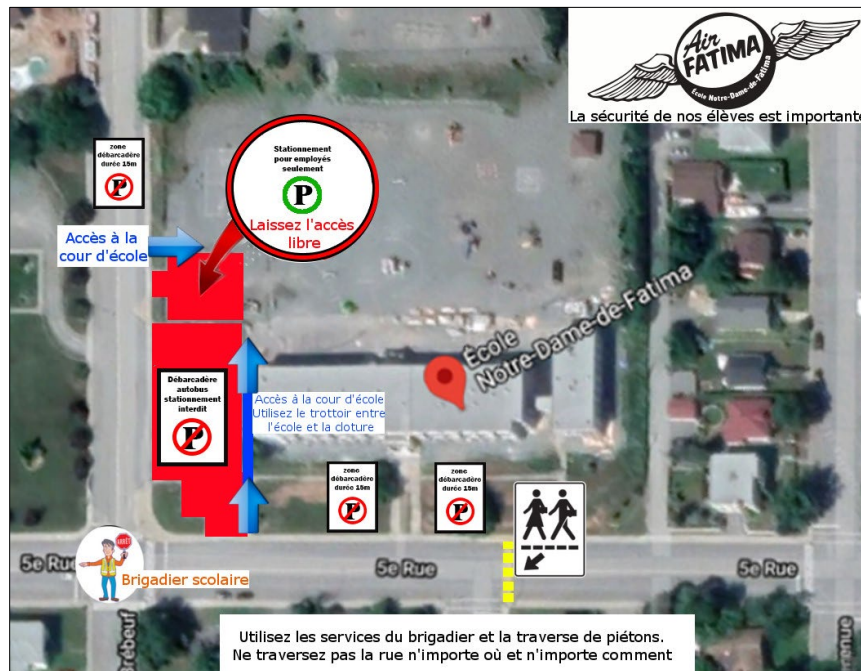 Air
FATIMA
École Notre-Dame-de-Fatima
La sécurité de nos élèves est importante
zone
débarcadère
durée 15m
P
Stationnement
pour employés
seulement
P
Laissez l'accès
libre
Accès à la
cour d'école
École
Notre-Dame-de-Fatima
Débarcadère
autobus
stationnement
interdit
P
Accès à la cour d'école
Utilisez le trottoir entre
l'école et la cloture
zone
débarcadère
durée 15m
P
zone
débarcadère
durée 15m
P
5e Rue
ARRÊT
Brigadier scolaire
5e Rue
5e Rue
Brébeuf
enue
Utilisez les services du brigadier et la traverse de piétons.
Ne traversez pas la rue n'importe où et n'importe comment